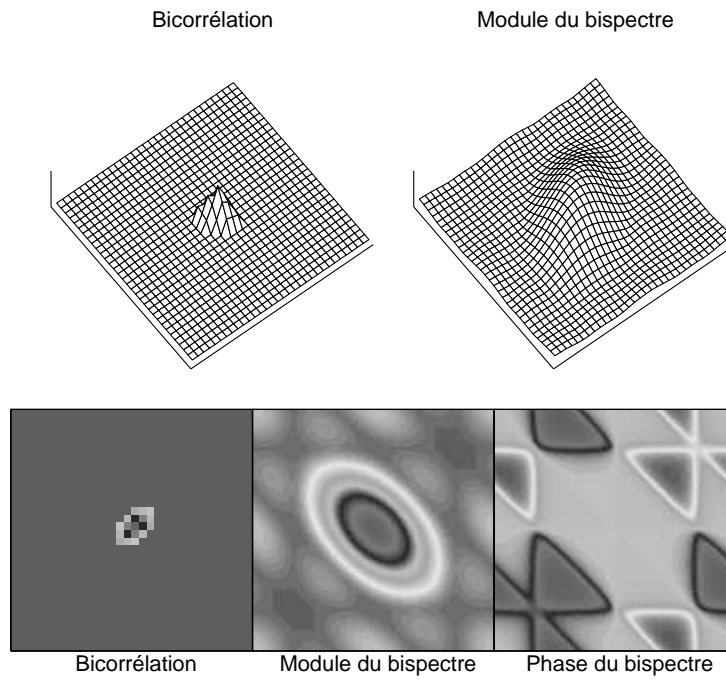 Bicorrélation
Module du bispectre
Bicorrélation
Module du bispectre
Phase du bispectre